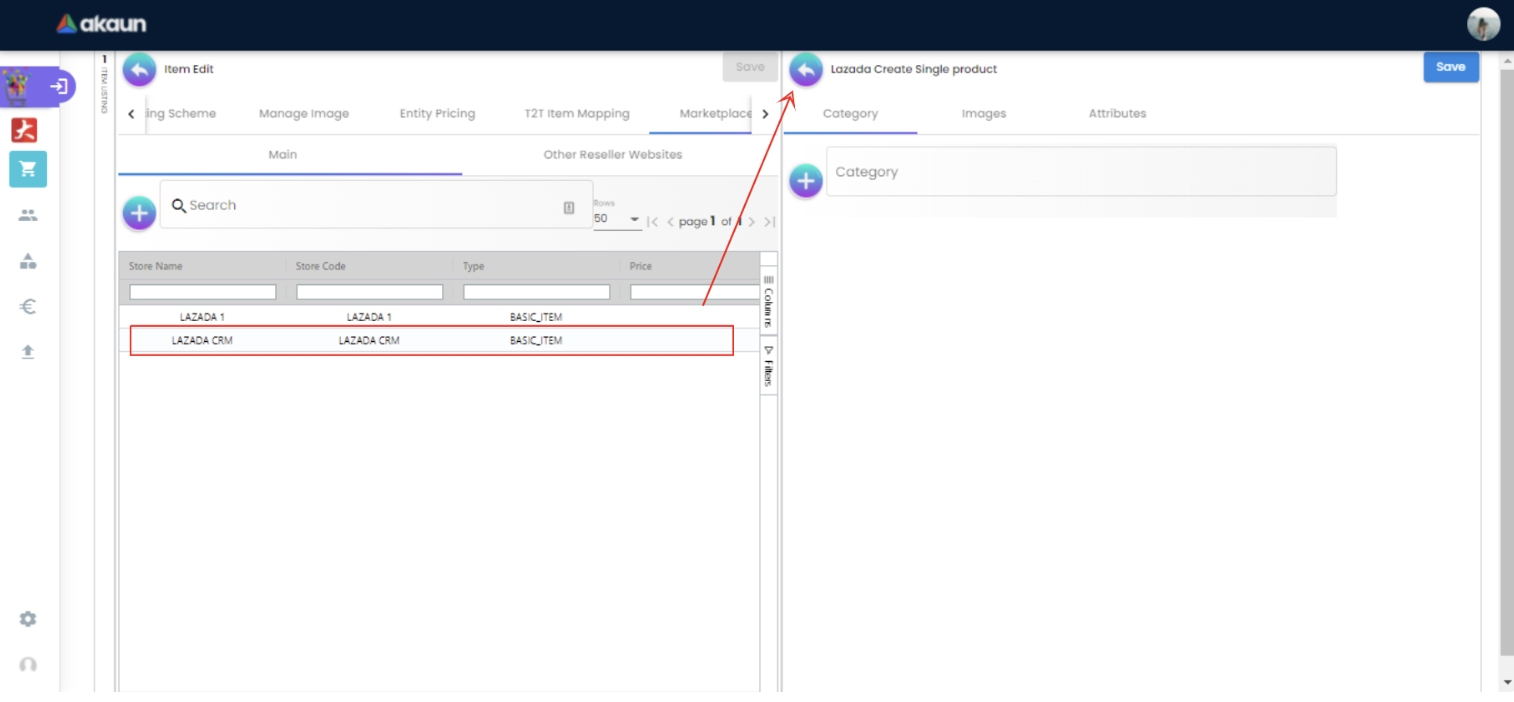 akaun
1 ITEM LISTING
Item Edit
Save
ing Scheme
Manage Image
Entity Pricing
T2T Item Mapping
Marketplace
Main
Other Reseller Websites
Search
Rows
50
page 1 of 1
Store Name
Store Code
Type
Price
LAZADA 1
LAZADA 1
BASIC_ITEM
LAZADA CRM
LAZADA CRM
BASIC_ITEM
Columns
Filters
Lazada Create Single product
Save
Category
Images
Attributes
Category